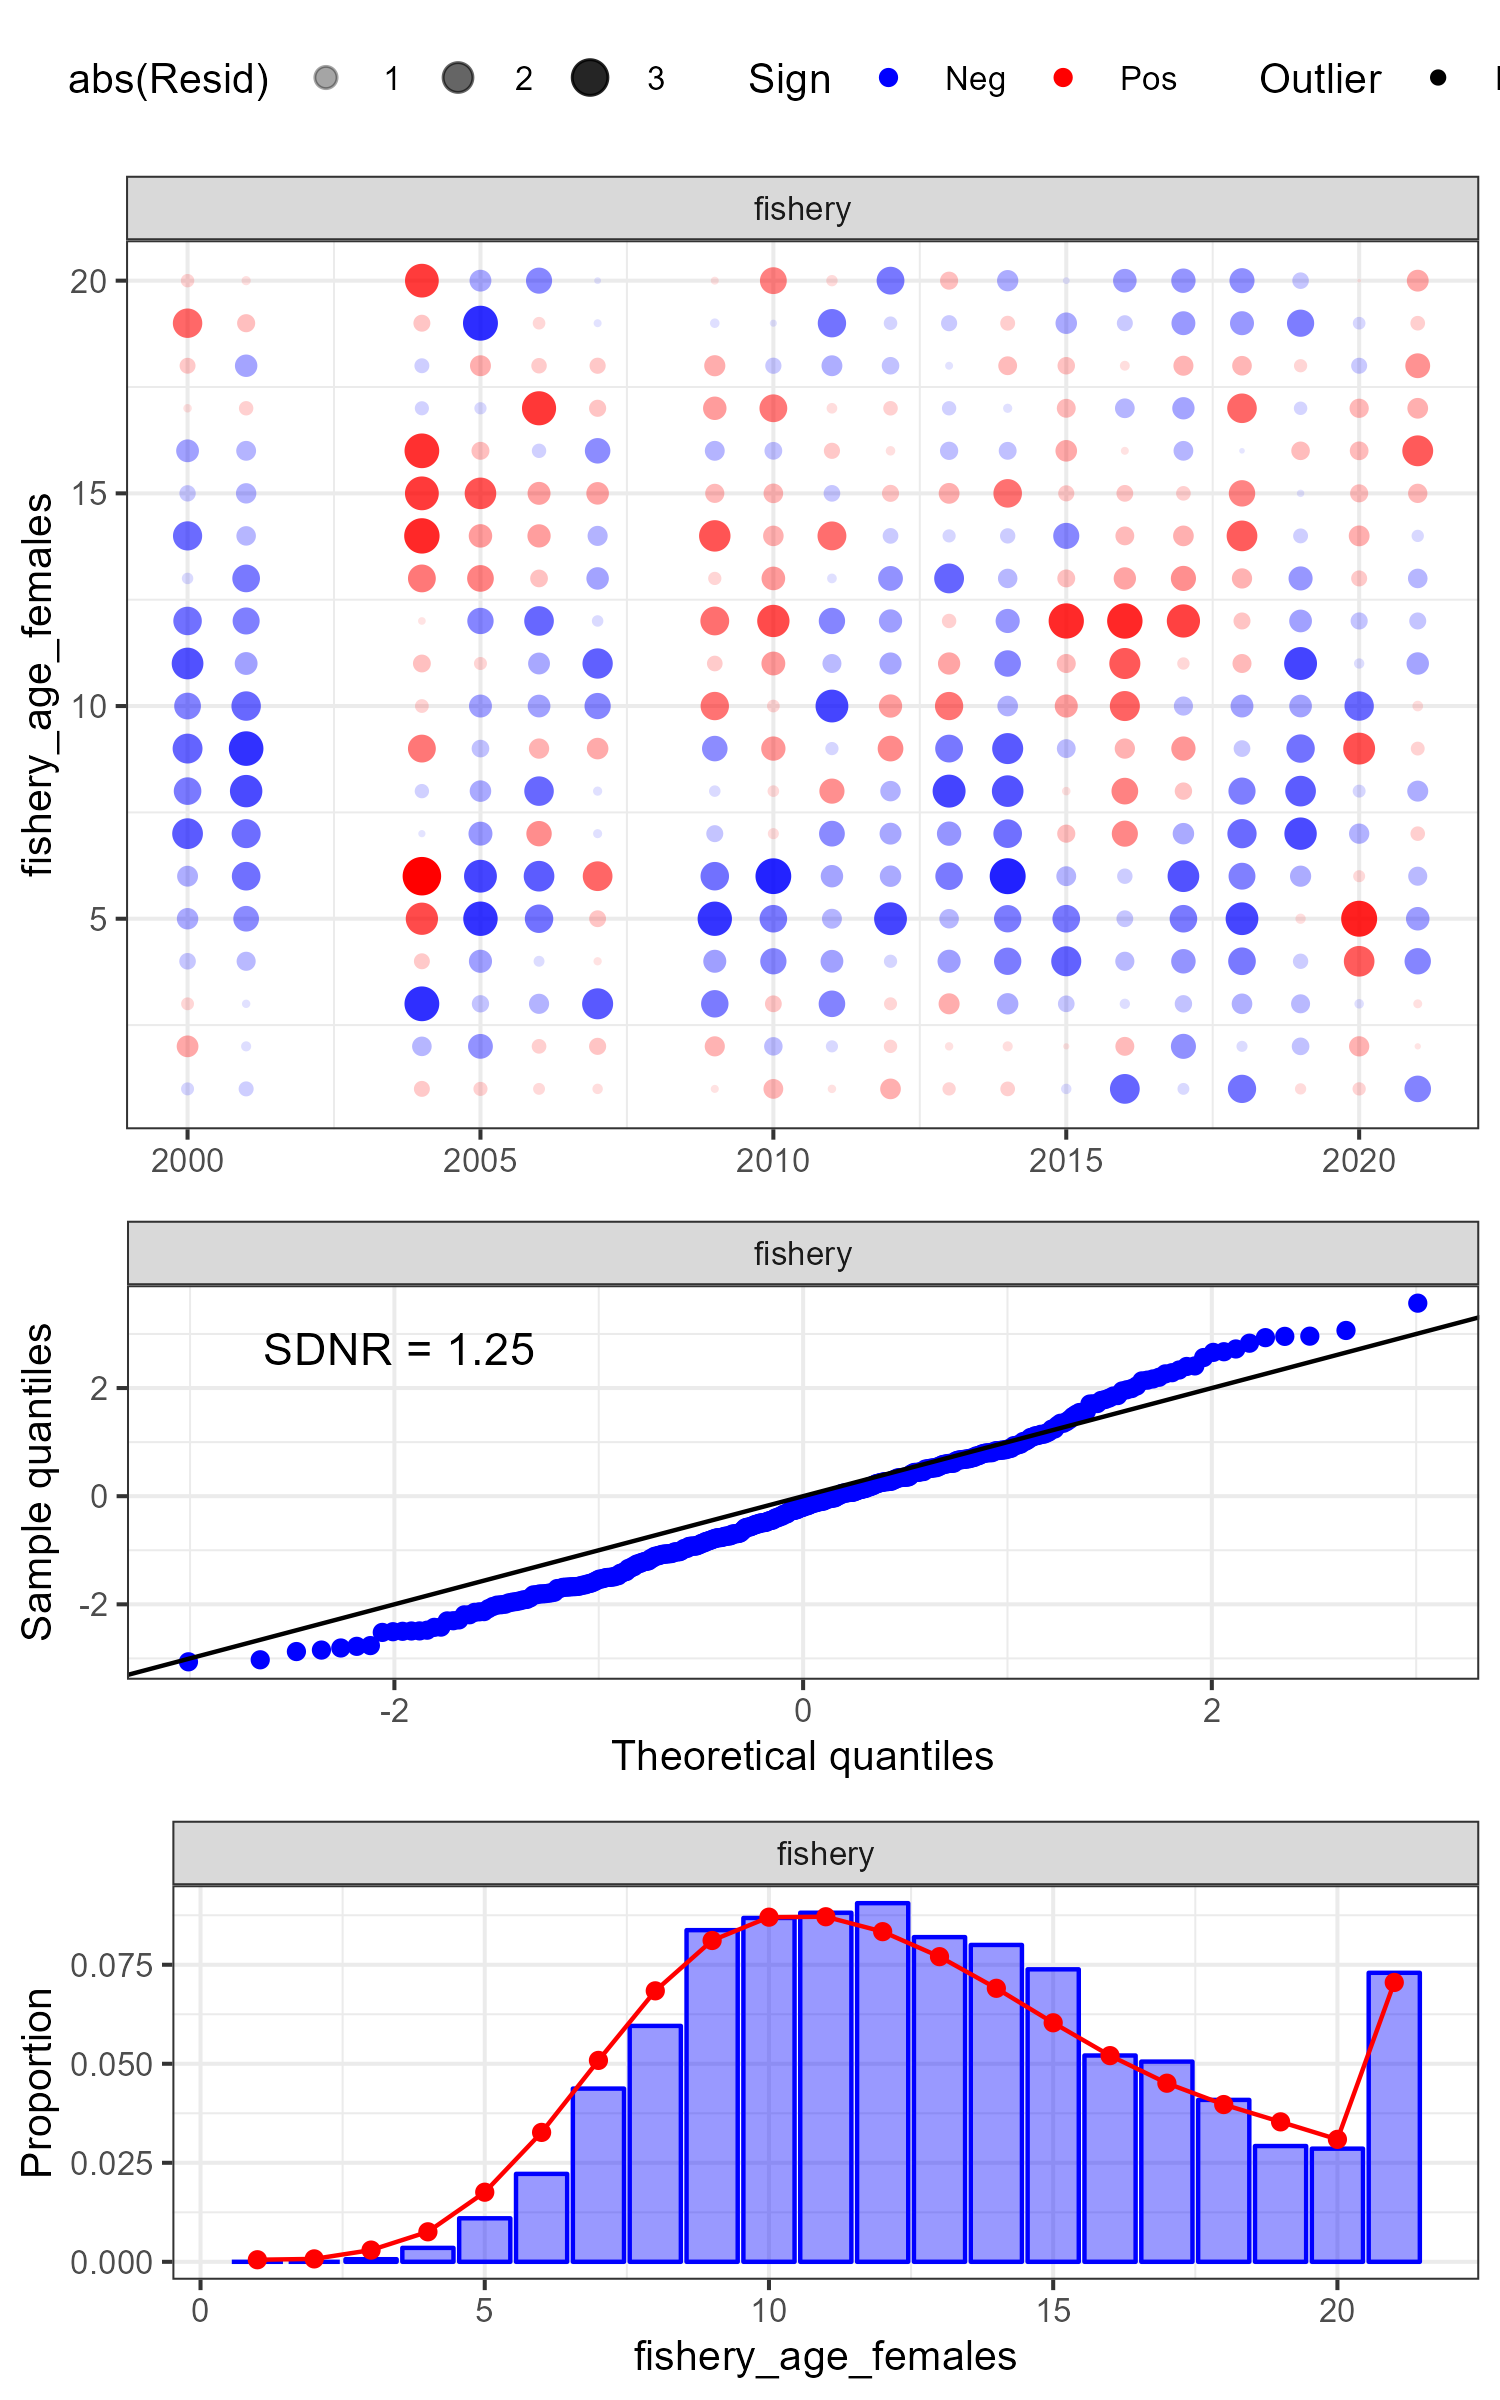 abs(Resid) 1 2 3 Sign Neg Pos Outlier
fishery
fishery_age_females
20
15
10
5
2000 2005 2010 2015 2020
fishery
SDNR = 1.25
Sample quantiles
2
0
-2
-2 0 2
Theoretical quantiles
fishery
Proportion
0.075
0.050
0.025
0.000
0 5 10 15 20
fishery_age_females